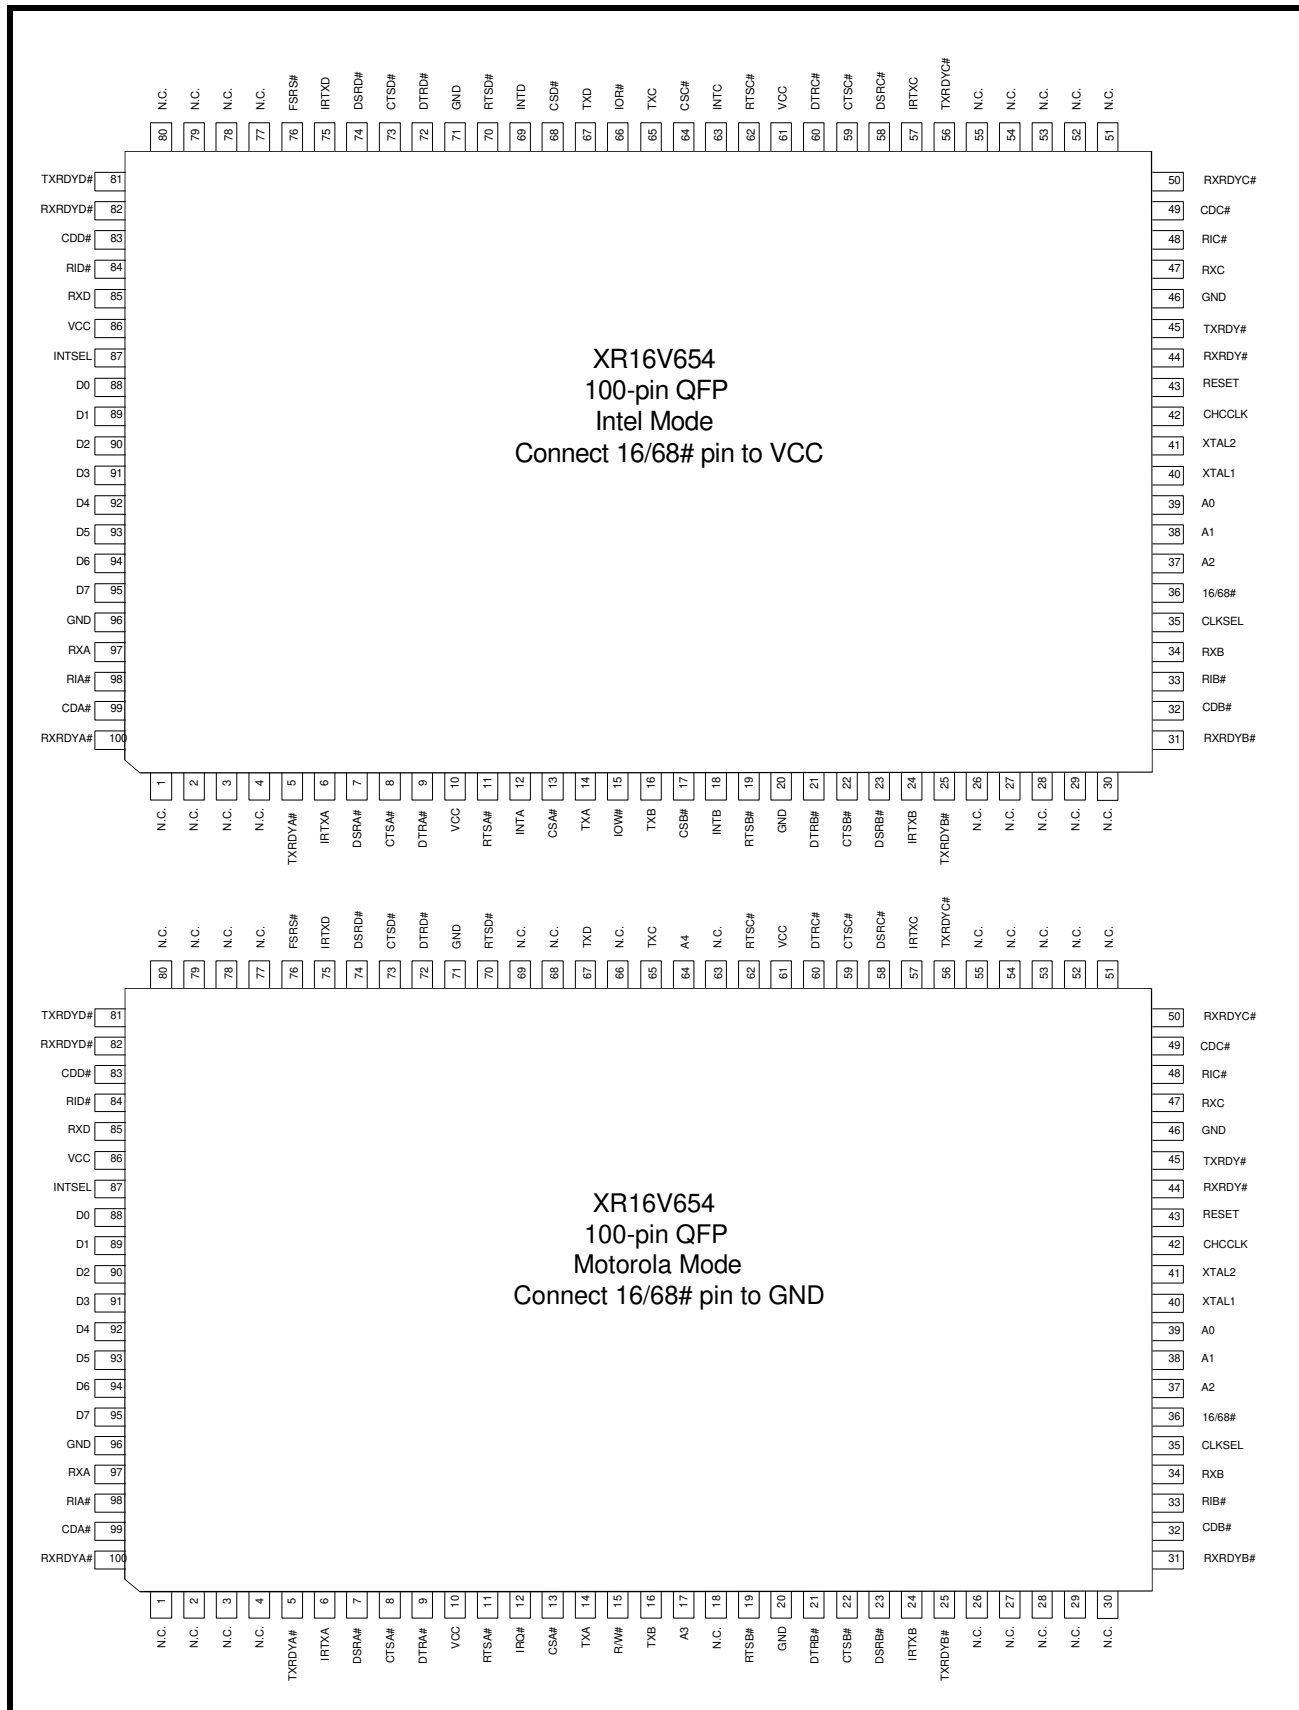 N.C. N.C. N.C. N.C. FSRS# IRTXD DSRD# CTSD# DTRD# GND RTSD# INTD CSD# TXD IOR# TXC CSC# INTC RTSC# VCC DTRC# CTSC# DSRC# IRTXC TXRDYC# N.C. N.C. N.C. N.C. N.C.
80 79 78 77 76 75 74 73 72 71 70 69 68 67 66 65 64 63 62 61 60 59 58 57 56 55 54 53 52 51
TXRDYD# 81
RXRDYD# 82
CDD# 83
RID# 84
RXD 85
VCC 86
INTSEL 87
D0 88
D1 89
D2 90
D3 91
D4 92
D5 93
D6 94
D7 95
GND 96
RXA 97
RIA# 98
CDA# 99
RXRDYA# 100
XR16V654
100-pin QFP
Intel Mode
Connect 16/68# pin to VCC
50 RXRDYC#
49 CDC#
48 RIC#
47 RXC
46 GND
45 TXRDY#
44 RXRDY#
43 RESET
42 CHCCLK
41 XTAL2
40 XTAL1
39 A0
38 A1
37 A2
36 16/68#
35 CLKSEL
34 RXB
33 RIB#
32 CDB#
31 RXRDYB#
1 2 3 4 5 6 7 8 9 10 11 12 13 14 15 16 17 18 19 20 21 22 23 24 25 26 27 28 29 30
N.C. N.C. N.C. N.C. TXRDYA# IRTXA DSRA# CTSA# DTRA# VCC RTSA# INTA CSA# TXA IOW# TXB CSB# INTB RTSB# GND DTRB# CTSB# DSRB# IRTXB TXRDYB# N.C. N.C. N.C. N.C. N.C.
N.C. N.C. N.C. N.C. FSRS# IRTXD DSRD# CTSD# DTRD# GND RTSD# N.C. N.C. TXD N.C. TXC A4 N.C. RTSC# VCC DTRC# CTSC# DSRC# IRTXC TXRDYC# N.C. N.C. N.C. N.C. N.C.
80 79 78 77 76 75 74 73 72 71 70 69 68 67 66 65 64 63 62 61 60 59 58 57 56 55 54 53 52 51
TXRDYD# 81
RXRDYD# 82
CDD# 83
RID# 84
RXD 85
VCC 86
INTSEL 87
D0 88
D1 89
D2 90
D3 91
D4 92
D5 93
D6 94
D7 95
GND 96
RXA 97
RIA# 98
CDA# 99
RXRDYA# 100
XR16V654
100-pin QFP
Motorola Mode
Connect 16/68# pin to GND
50 RXRDYC#
49 CDC#
48 RIC#
47 RXC
46 GND
45 TXRDY#
44 RXRDY#
43 RESET
42 CHCCLK
41 XTAL2
40 XTAL1
39 A0
38 A1
37 A2
36 16/68#
35 CLKSEL
34 RXB
33 RIB#
32 CDB#
31 RXRDYB#
1 2 3 4 5 6 7 8 9 10 11 12 13 14 15 16 17 18 19 20 21 22 23 24 25 26 27 28 29 30
N.C. N.C. N.C. N.C. TXRDYA# IRTXA DSRA# CTSA# DTRA# VCC RTSA# IRQ# CSA# TXA R/W# TXB A3 N.C. RTSB# GND DTRB# CTSB# DSRB# IRTXB TXRDYB# N.C. N.C. N.C. N.C. N.C.